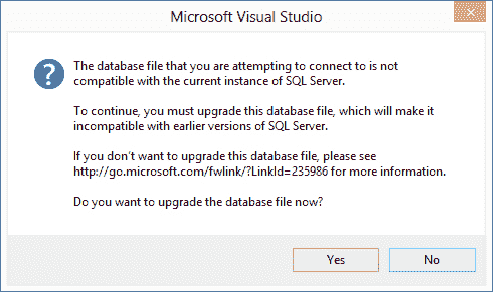 Microsoft Visual Studio
The database file that you are attempting to connect to is not
compatible with the current instance of SQL Server.
To continue, you must upgrade this database file, which will make it
incompatible with earlier versions of SQL Server.
If you don't want to upgrade this database file, please see
http://go.microsoft.com/fwlink/?LinkId=235986 for more information.
Do you want to upgrade the database file now?
Yes
No